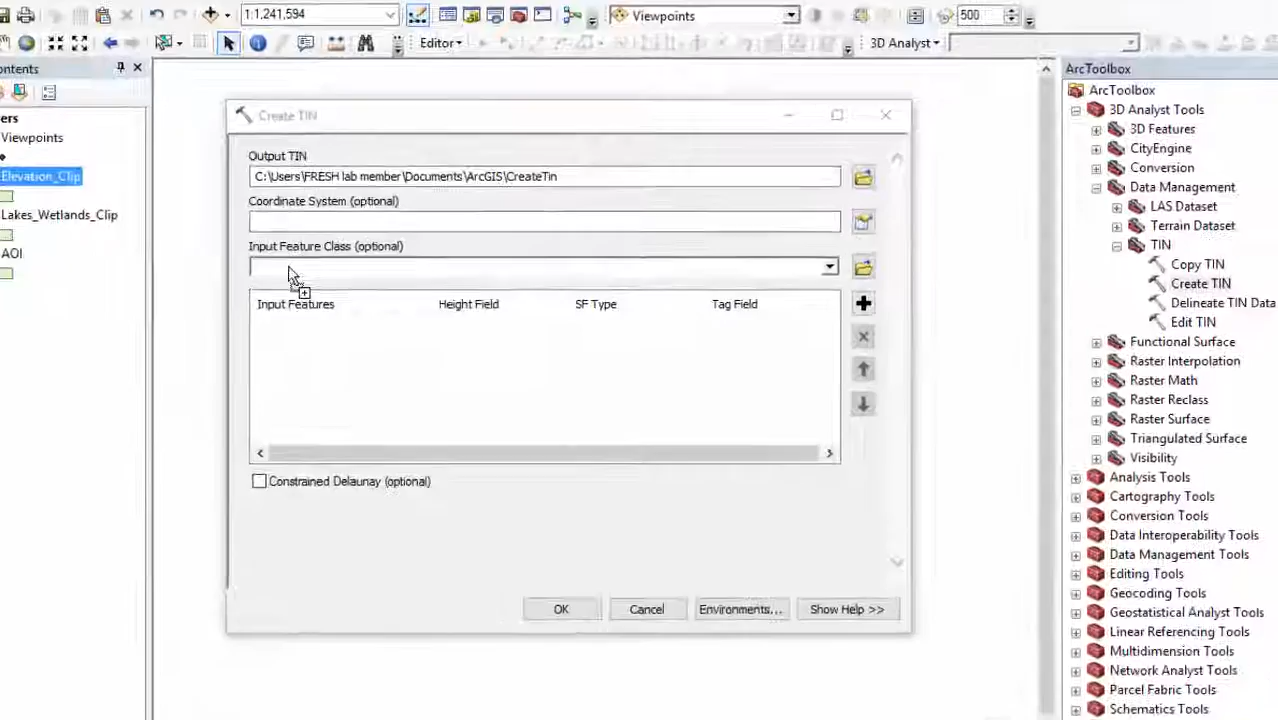 1:1,241,594
Viewpoints
500
Editor
3D Analyst
ontents
ers
Viewpoints
Elevation_Clip
Lakes_Wetlands_Clip
AOI
Create TIN
Output TIN
C:\Users\FRESH lab member\Documents\ArcGIS\CreateTin
Coordinate System (optional)
Input Feature Class (optional)
Input Features Height Field SF Type Tag Field
Constrained Delaunay (optional)
OK Cancel Environments... Show Help >>
ArcToolbox
ArcToolbox
3D Analyst Tools
3D Features
CityEngine
Conversion
Data Management
LAS Dataset
Terrain Dataset
TIN
Copy TIN
Create TIN
Delineate TIN Data
Edit TIN
Functional Surface
Raster Interpolation
Raster Math
Raster Reclass
Raster Surface
Triangulated Surface
Visibility
Analysis Tools
Cartography Tools
Conversion Tools
Data Interoperability Tools
Data Management Tools
Editing Tools
Geocoding Tools
Geostatistical Analyst Tools
Linear Referencing Tools
Multidimension Tools
Network Analyst Tools
Parcel Fabric Tools
Schematics Tools